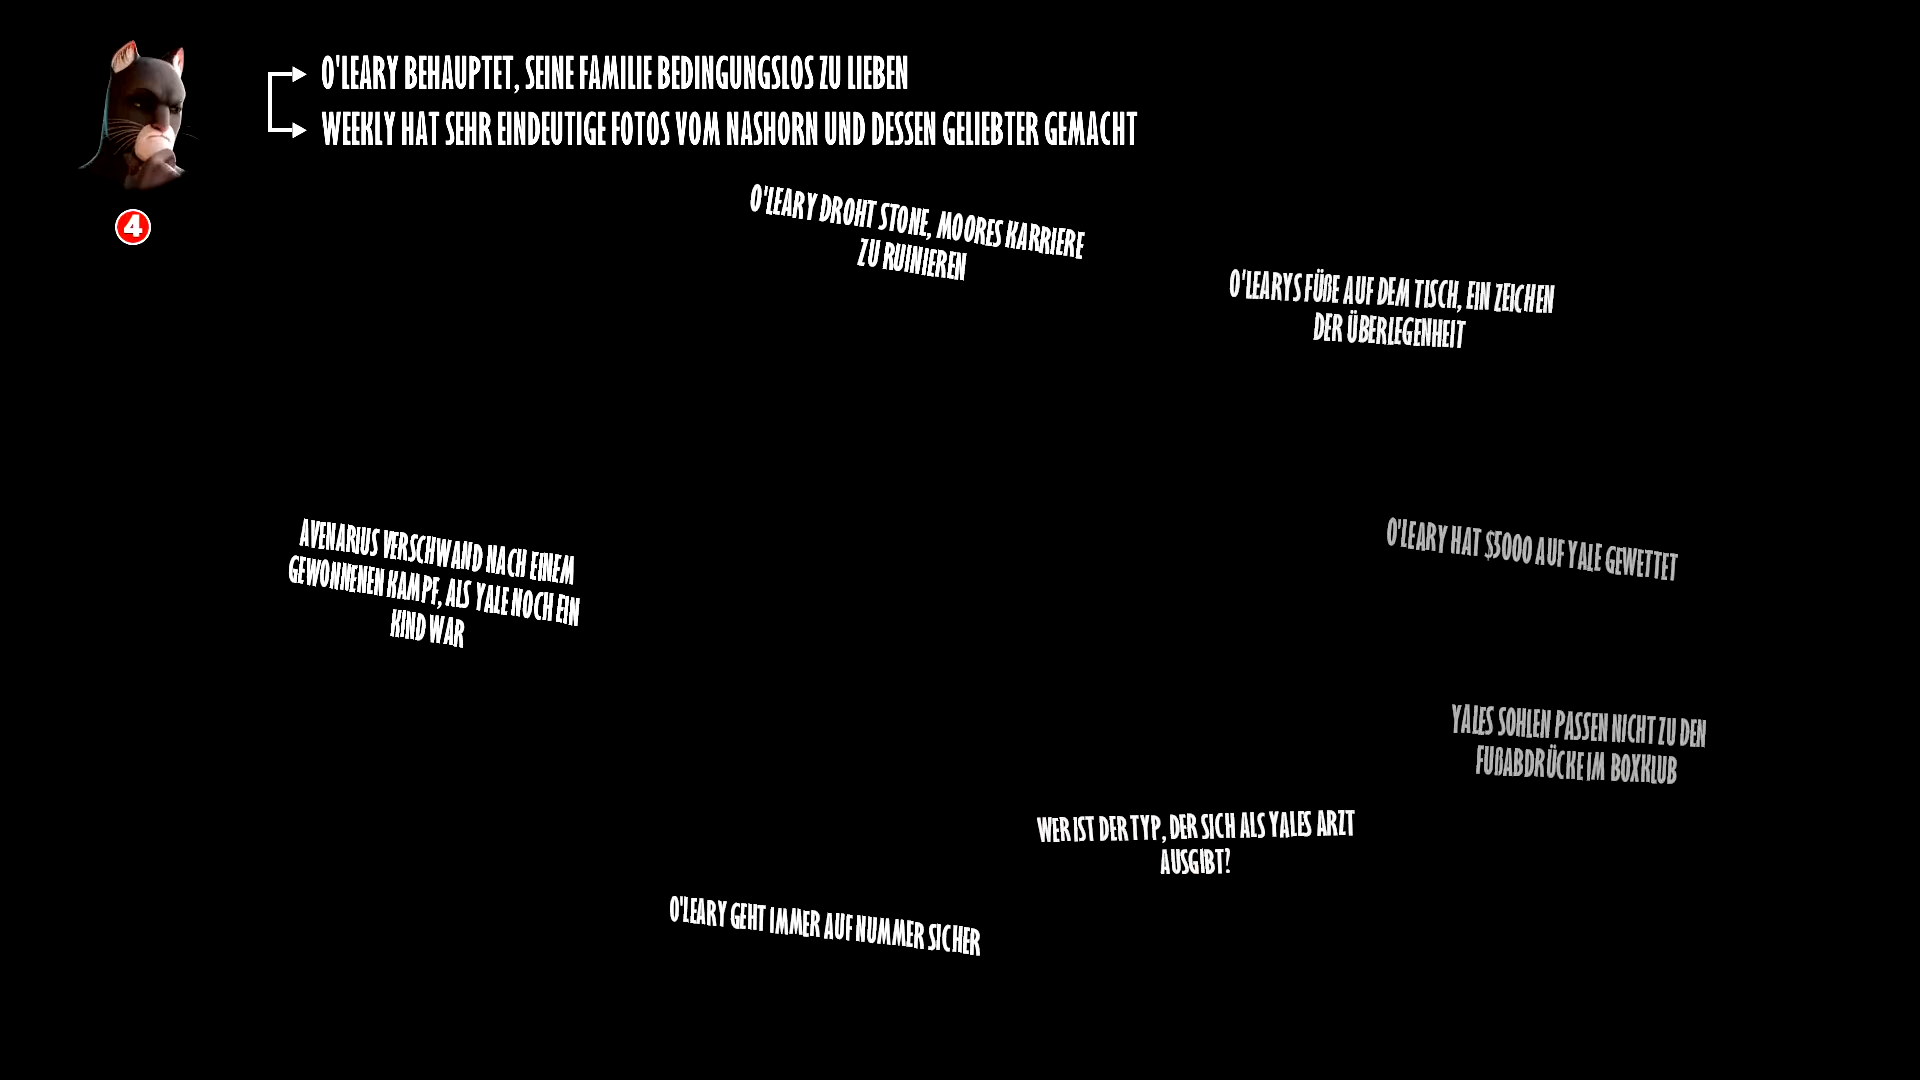 O'LEARY BEHAUPTET, SEINE FAMILIE BEDINGUNGSLOS ZU LIEBEN
WEEKLY HAT SEHR EINDEUTIGE FOTOS VOM NASHORN UND DESSEN GELIEBTER GEMACHT
4
O'LEARY DROHT STONE, MOORES KARRIERE
ZU RUINIEREN
O'LEARYS FÜßE AUF DEM TISCH, EIN ZEICHEN
DER ÜBERLEGENHEIT
AVENARIUS VERSCHWAND NACH EINEM
GEWONNENEN KAMPF, ALS YALE NOCH EIN
KIND WAR
O'LEARY HAT $5000 AUF YALE GEWETTET
YALES SOHLEN PASSEN NICHT ZU DEN
FUßABDRÜCKE IM BOXKLUB
WER IST DER TYP, DER SICH ALS YALES ARZT
AUSGIBT?
O'LEARY GEHT IMMER AUF NUMMER SICHER